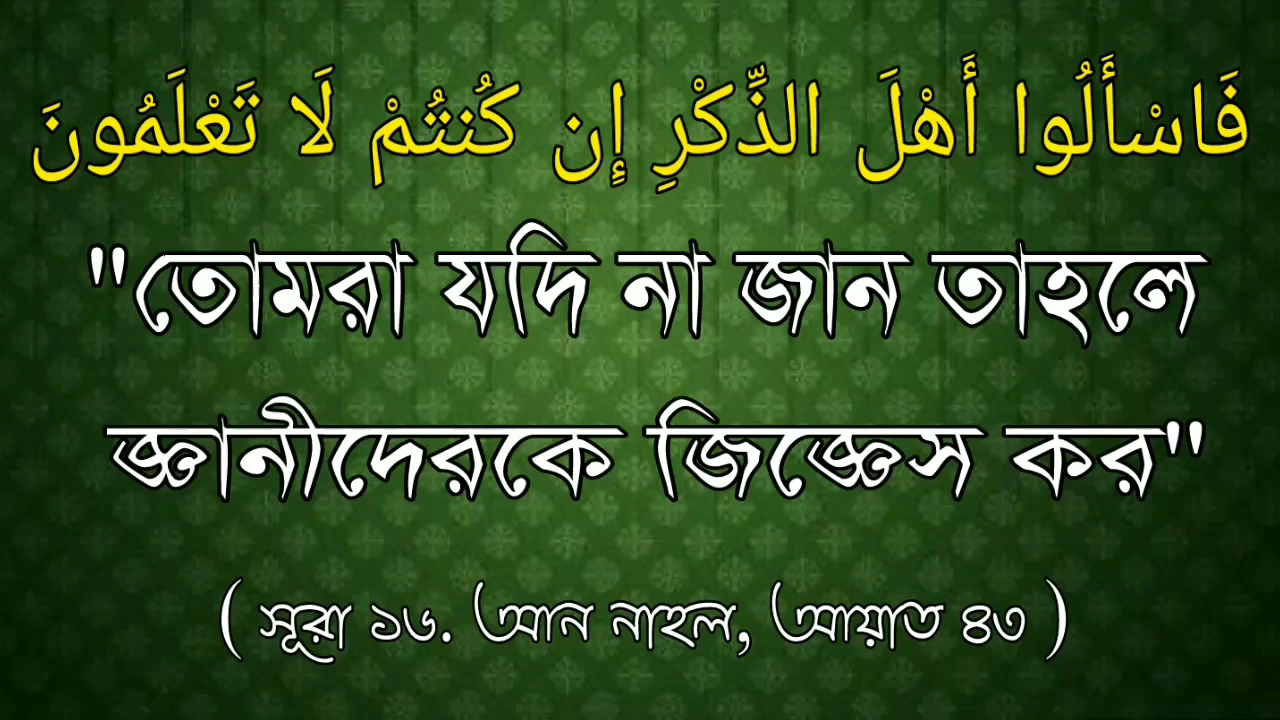 فَاسْأَلُوا أَهْلَ الذِّكْرِ إِن كُنتُمْ لَا تَعْلَمُونَ
"তোমরা যদি না জান তাহলে
জ্ঞানীদেরকে জিজ্ঞেস কর"
( সূরা ১৬. আন নাহল, আয়াত ৪৩ )